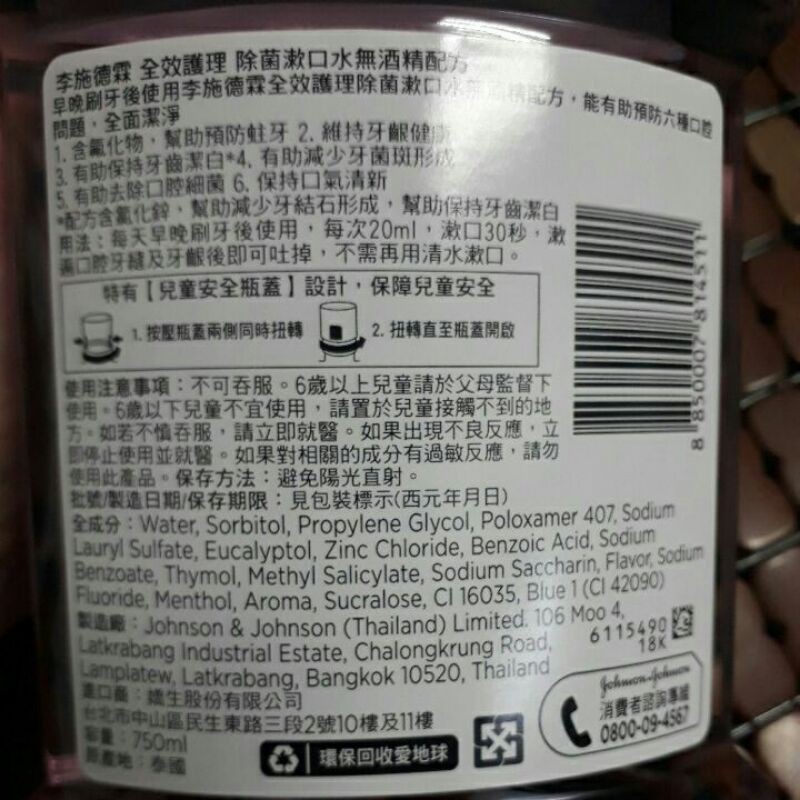 李施德霖 全效護理 除菌漱口水無酒精配方
早晚刷牙後使用李施德霖全效護理除菌漱口水無酒精配方，能有助預防六種口腔
問題，全面潔淨
1. 含氟化物，幫助預防蛀牙 2. 維持牙齦健康
3. 有助保持牙齒潔白*4. 有助減少牙菌斑形成
5. 有助去除口腔細菌 6. 保持口氣清新
*配方含氯化鋅，幫助減少牙結石形成，幫助保持牙齒潔白
用法：每天早晚刷牙後使用，每次20ml，漱口30秒，漱
遍口腔牙縫及牙齦後即可吐掉，不需再用清水漱口。
特有【兒童安全瓶蓋】設計，保障兒童安全
1. 按壓瓶蓋兩側同時扭轉
2. 扭轉直至瓶蓋開啟
使用注意事項：不可吞服。6歲以上兒童請於父母監督下
使用。6歲以下兒童不宜使用，請置於兒童接觸不到的地
方。如若不慎吞服，請立即就醫。如果出現不良反應，立
即停止使用並就醫。如果對相關的成分有過敏反應，請勿
使用此產品。保存方法：避免陽光直射。
批號/製造日期/保存期限：見包裝標示(西元年月日)
全成分：Water, Sorbitol, Propylene Glycol, Poloxamer 407, Sodium
Lauryl Sulfate, Eucalyptol, Zinc Chloride, Benzoic Acid, Sodium
Benzoate, Thymol, Methyl Salicylate, Sodium Saccharin, Flavor, Sodium
Fluoride, Menthol, Aroma, Sucralose, CI 16035, Blue 1 (CI 42090)
製造廠：Johnson & Johnson (Thailand) Limited. 106 Moo 4,
Latkrabang Industrial Estate, Chalongkrung Road,
Lamplatew, Latkrabang, Bangkok 10520, Thailand
進口商：嬌生股份有限公司
台北市中山區民生東路三段2號10樓及11樓
容量：750ml
原產地：泰國
環保回收愛地球
6115490
18K
Johnson & Johnson
消費者諮詢專線
0800-09-4567
8 850007 814511